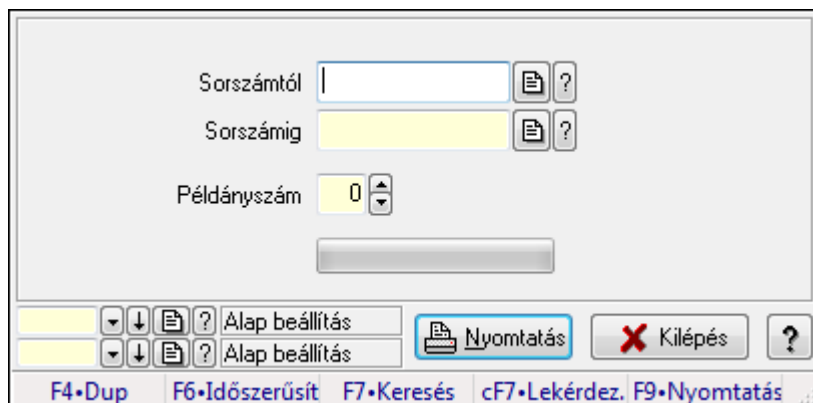 Sorszámtól ?
Sorszámig ?
Példányszám 0
? Alap beállítás
? Alap beállítás
Nyomtatás Kilépés ?
F4•Dup F6•Időszerűsít F7•Keresés cF7•Lekérdez. F9•Nyomtatás